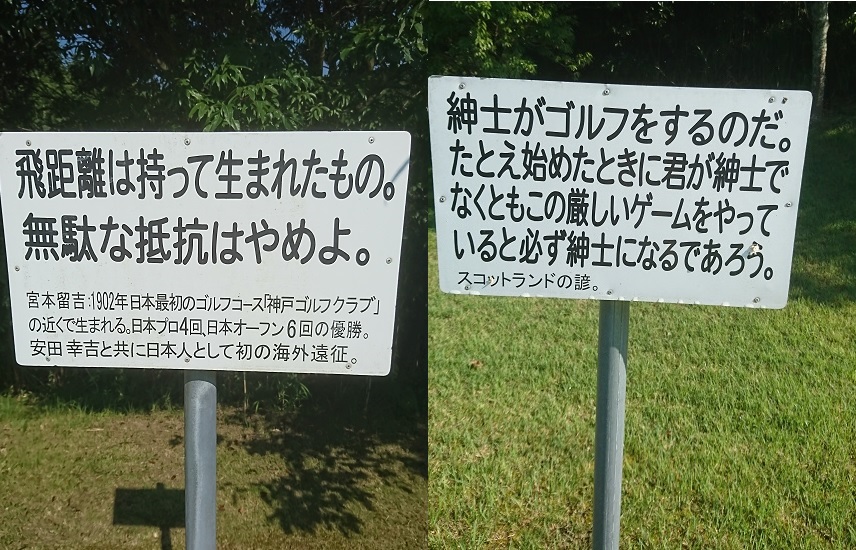 飛距離は持って生まれたもの。
無駄な抵抗はやめよ。
宮本留吉:1902年日本最初のゴルフコース「神戸ゴルフクラブ」
の近くで生まれる。日本プロ4回、日本オープン6回の優勝。
安田幸吉と共に日本人として初の海外遠征。
紳士がゴルフをするのだ。
たとえ始めたときに君が紳士で
なくともこの厳しいゲームをやって
いると必ず紳士になるであろう。
スコットランドの諺。